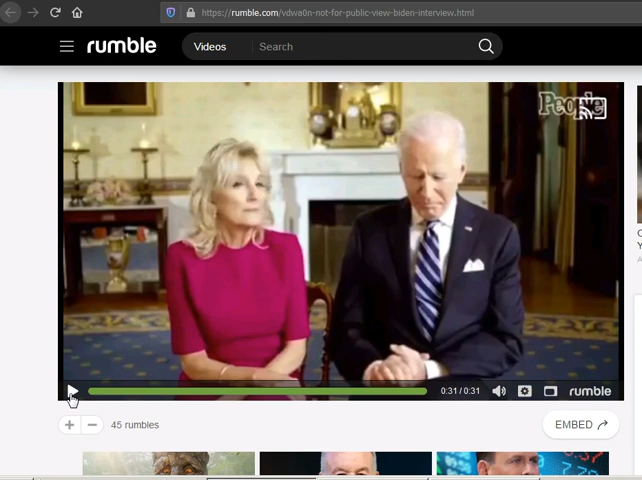 https://rumble.com/vdwa0n-not-for-public-view-biden-interview.html
rumble
Videos
Search
People
0:31 / 0:31
rumble
45 rumbles
EMBED